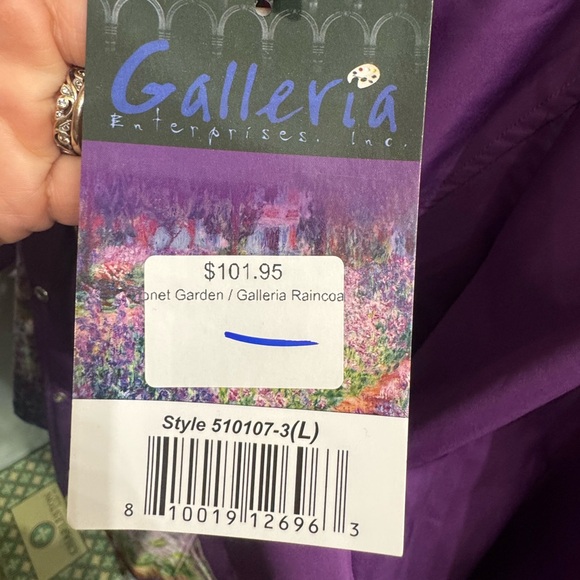 Galleria
Enterprises, Inc.
$101.95
onet Garden / Galleria Raincoa
Style 510107-3(L)
8 10019 12696 3